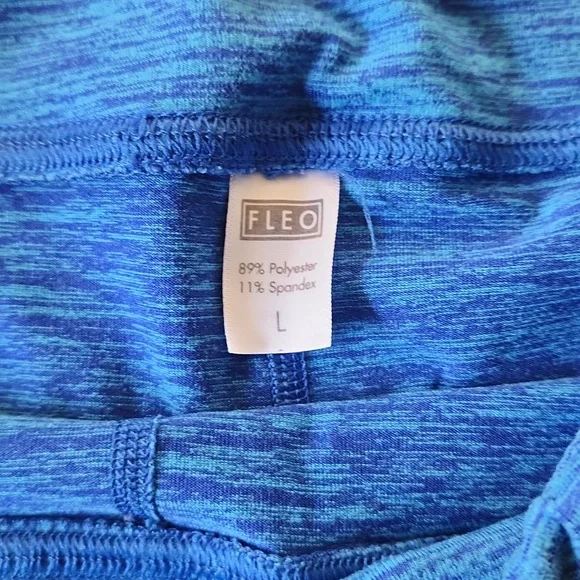 FLEO
89% Polyester
11% Spandex
L